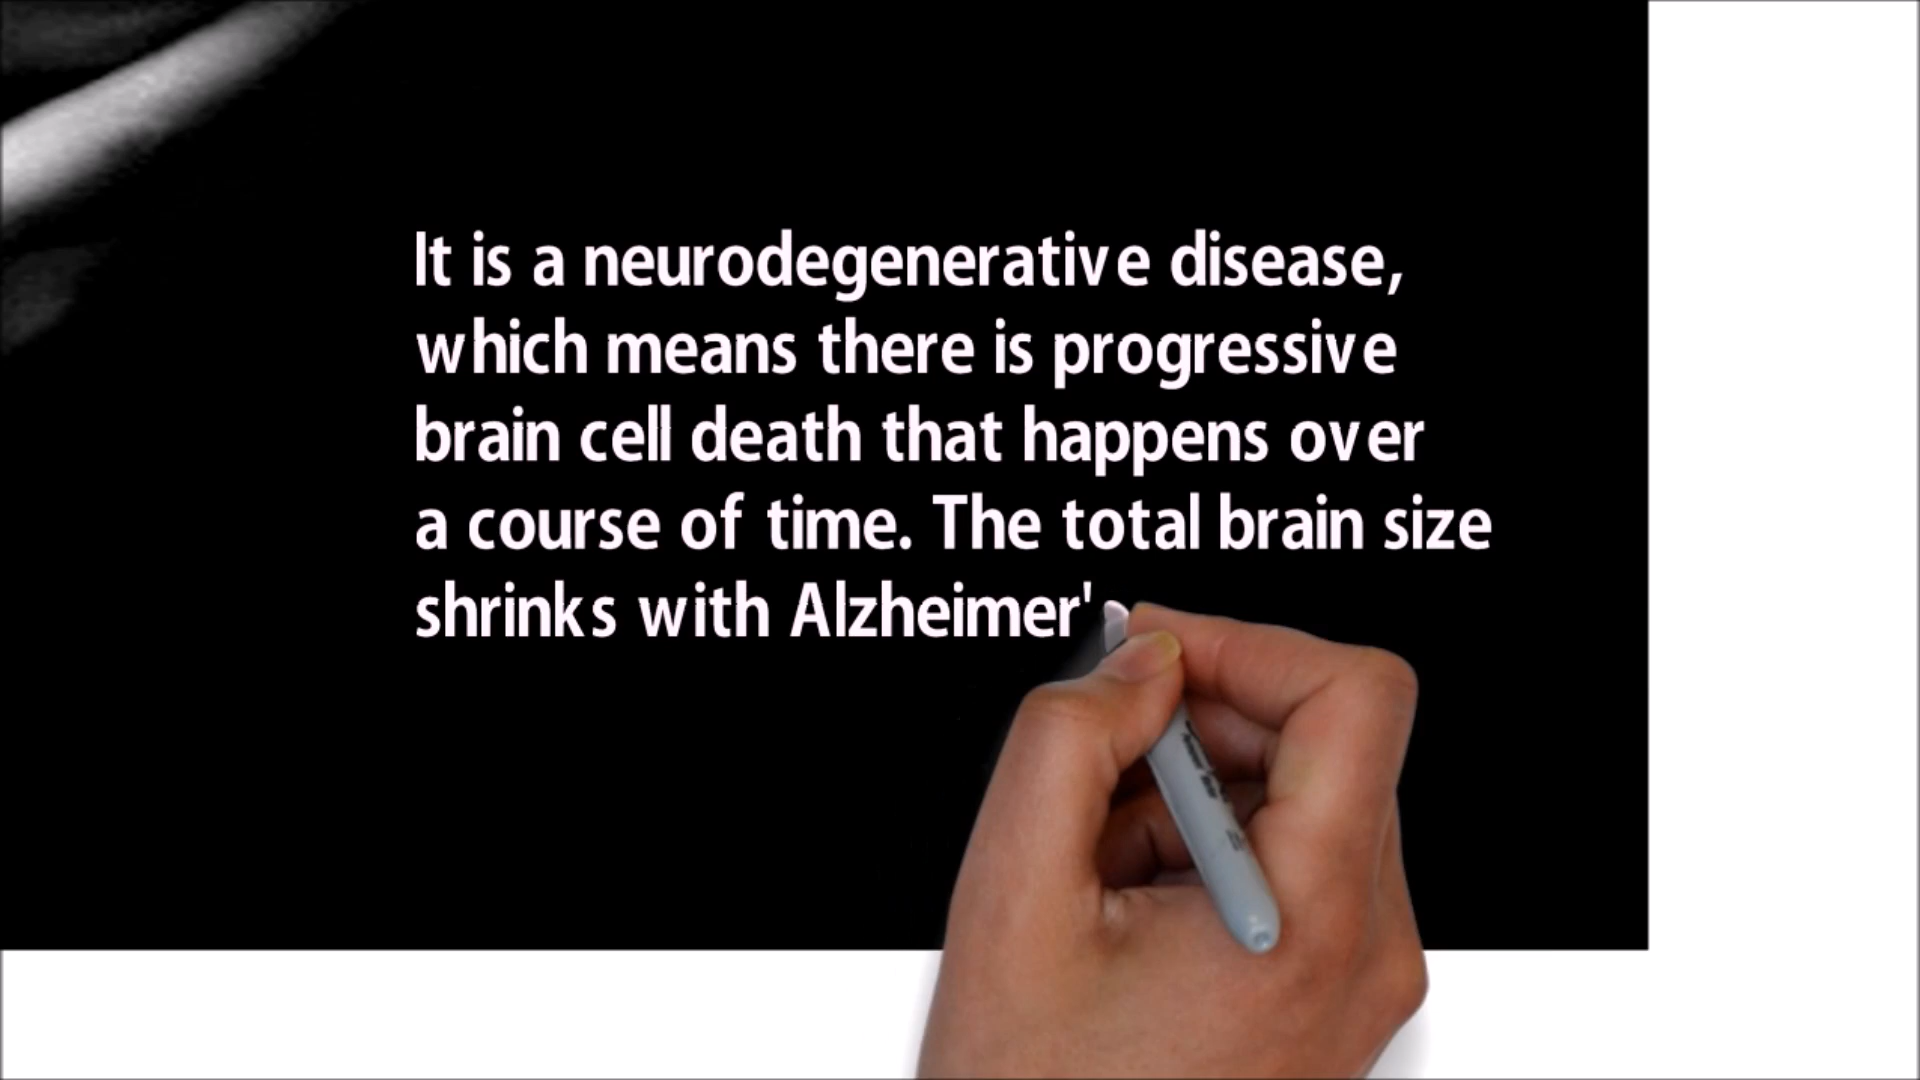 It is a neurodegenerative disease,
which means there is progressive
brain cell death that happens over
a course of time. The total brain size
shrinks with Alzheimer'